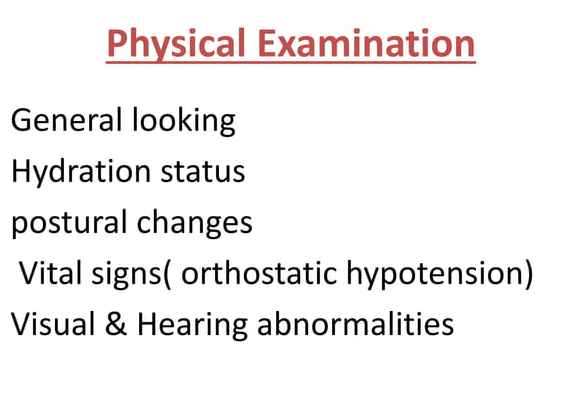 Physical Examination
General looking
Hydration status
postural changes
Vital signs( orthostatic hypotension)
Visual & Hearing abnormalities